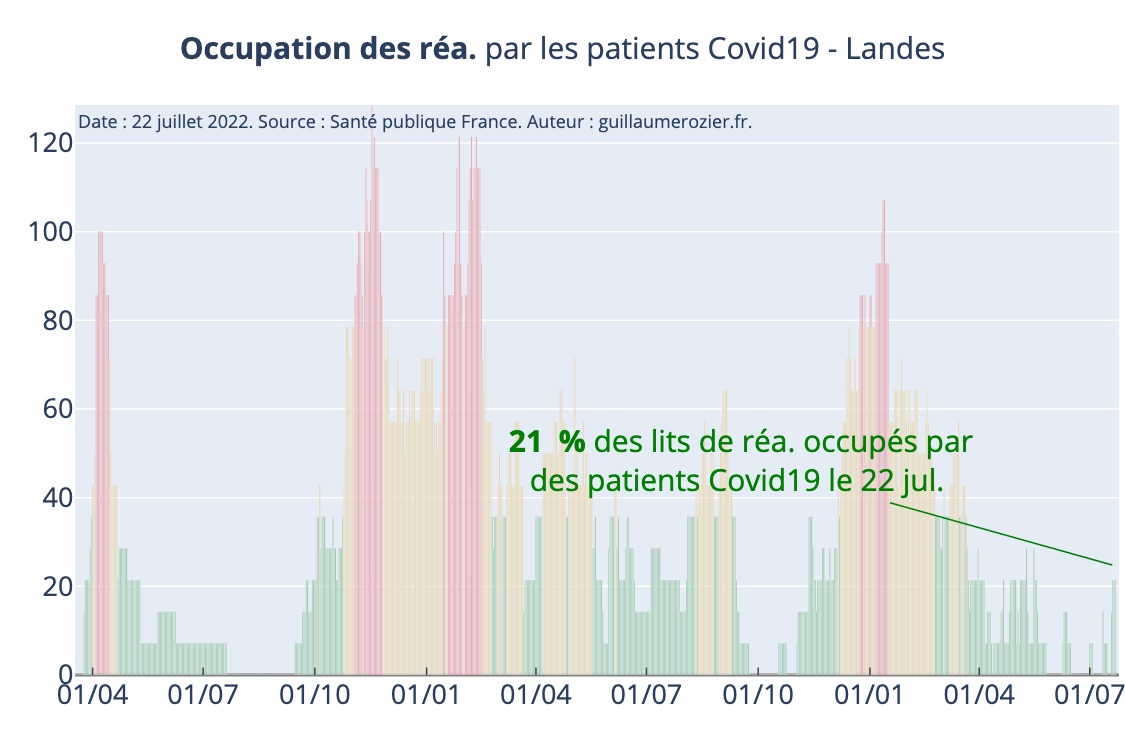 Occupation des réa. par les patients Covid19 - Landes
Date : 22 juillet 2022. Source : Santé publique France. Auteur : guillaumerozier.fr.
120
100
80
60
40
20
0
21 % des lits de réa. occupés par
des patients Covid19 le 22 jul.
01/04 01/07 01/10 01/01 01/04 01/07 01/10 01/01 01/04 01/07